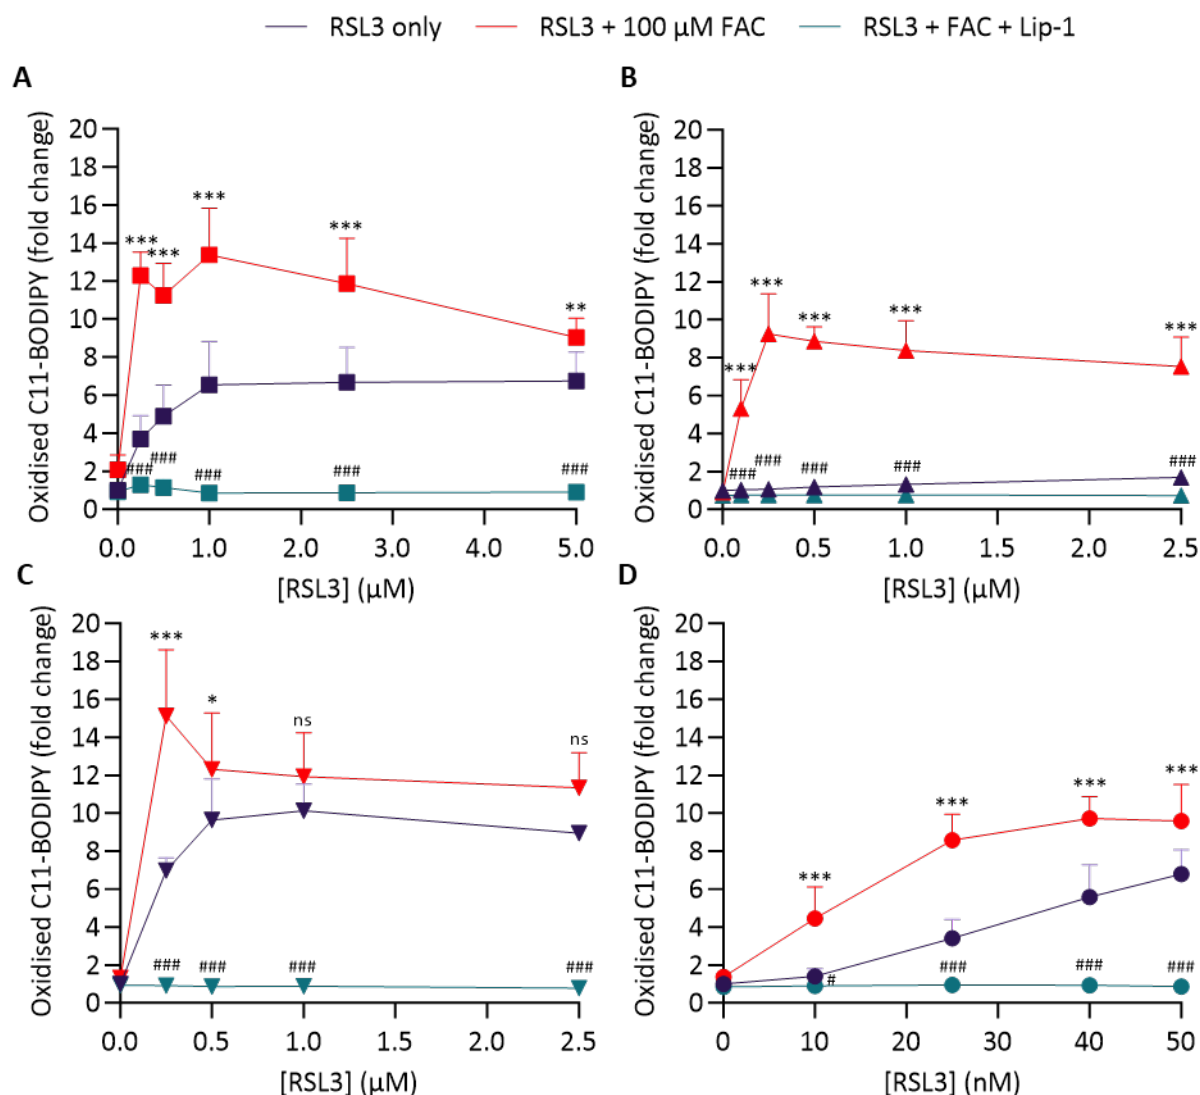 RSL3 only RSL3 + 100 µM FAC RSL3 + FAC + Lip-1
A
Oxidised C11-BODIPY (fold change)
20
18
16
14
12
10
8
6
4
2
0
*** *** *** *** **
### ### ### ### ###
0.0 1.0 2.0 3.0 4.0 5.0
[RSL3] (µM)
B
Oxidised C11-BODIPY (fold change)
20
18
16
14
12
10
8
6
4
2
0
*** *** *** *** ***
### ### ### ### ###
0.0 0.5 1.0 1.5 2.0 2.5
[RSL3] (µM)
C
Oxidised C11-BODIPY (fold change)
20
18
16
14
12
10
8
6
4
2
0
*** * ns ns
### ### ### ###
0.0 0.5 1.0 1.5 2.0 2.5
[RSL3] (µM)
D
Oxidised C11-BODIPY (fold change)
20
18
16
14
12
10
8
6
4
2
0
*** *** *** ***
# ### ### ###
0 10 20 30 40 50
[RSL3] (nM)